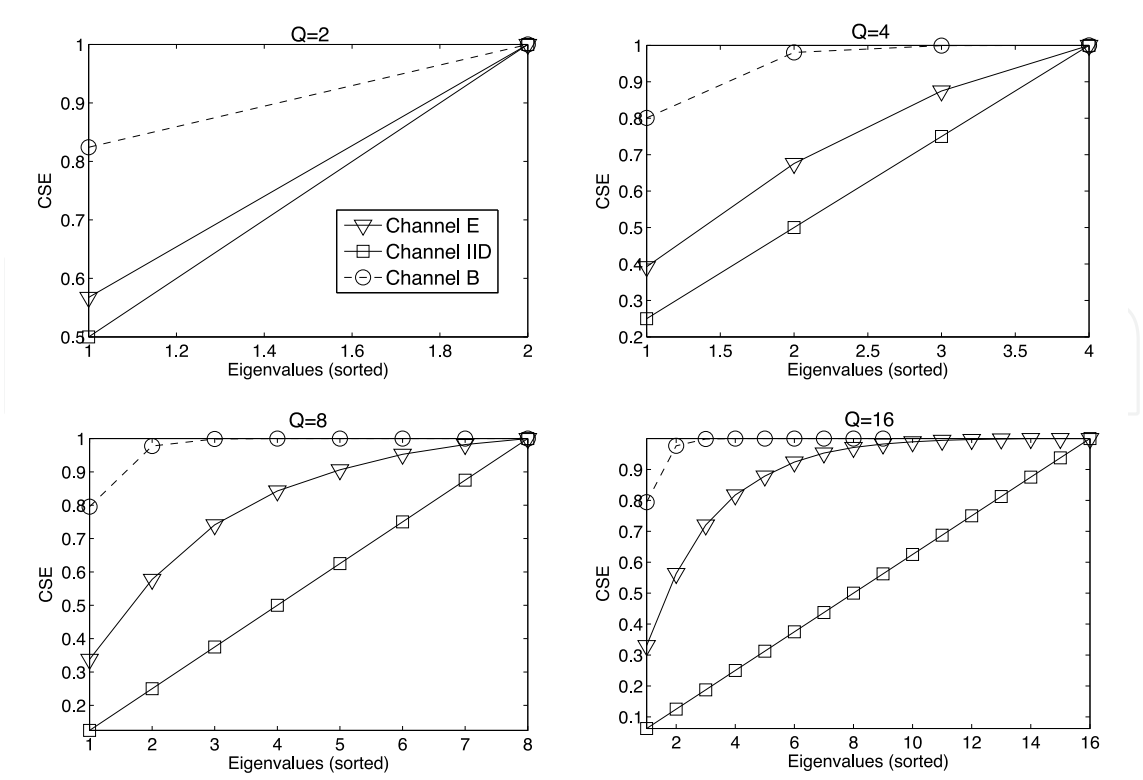 Q=2
1
0.9
0.8
0.7
0.6
0.5
CSE
1 1.2 1.4 1.6 1.8 2
Eigenvalues (sorted)
Channel E
Channel IID
Channel B
Q=4
1
0.9
0.8
0.7
0.6
0.5
0.4
0.3
0.2
CSE
1 1.5 2 2.5 3 3.5 4
Eigenvalues (sorted)
Q=8
1
0.9
0.8
0.7
0.6
0.5
0.4
0.3
0.2
CSE
1 2 3 4 5 6 7 8
Eigenvalues (sorted)
Q=16
0.9
0.8
0.7
0.6
0.5
0.4
0.3
0.2
0.1
CSE
2 4 6 8 10 12 14 16
Eigenvalues (sorted)